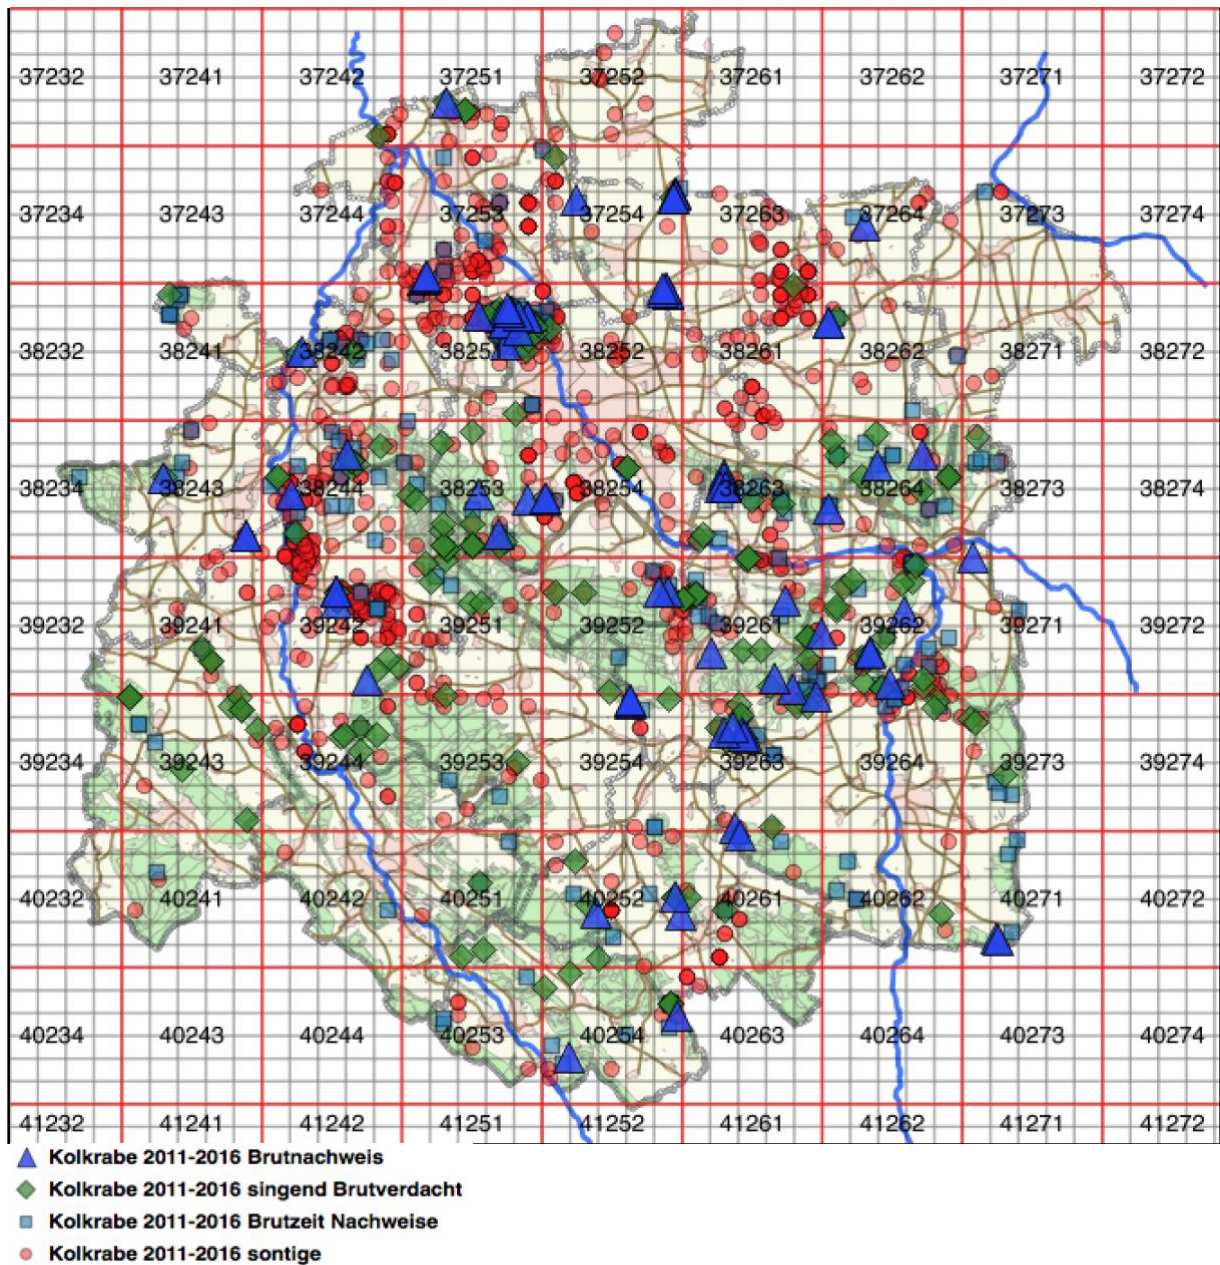 37232 37241 37242 37251 37252 37261 37262 37271 37272
37234 37243 37244 37253 37254 37263 37264 37273 37274
38232 38241 38242 38251 38252 38261 38262 38271 38272
38234 38243 38244 38253 38254 38263 38264 38273 38274
39232 39241 39242 39251 39252 39261 39262 39271 39272
39234 39243 39244 39253 39254 39263 39264 39273 39274
40232 40241 40242 40251 40252 40261 40262 40271 40272
40234 40243 40244 40253 40254 40263 40264 40273 40274
41232 41241 41242 41251 41252 41261 41262 41271 41272
Kolkrabe 2011-2016 Brutnachweis
Kolkrabe 2011-2016 singend Brutverdacht
Kolkrabe 2011-2016 Brutzeit Nachweise
Kolkrabe 2011-2016 sontige